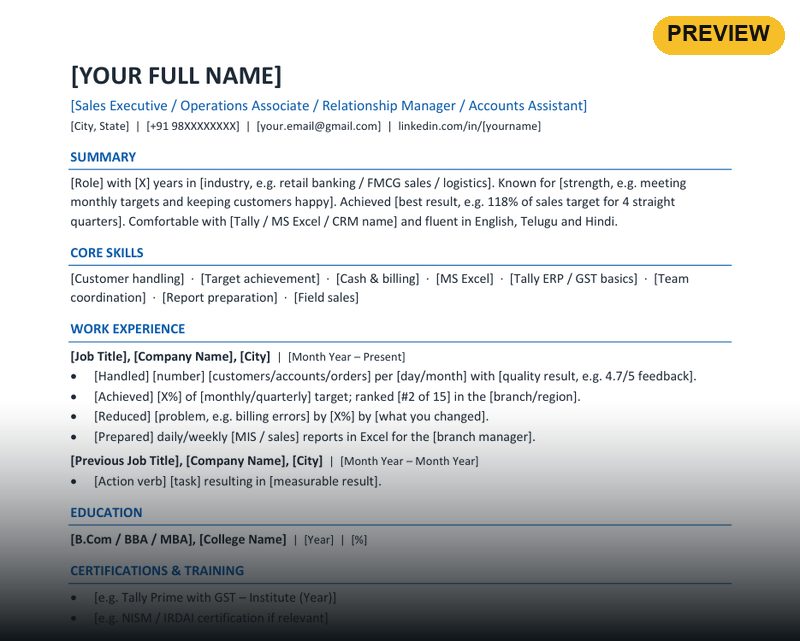 PREVIEW
[YOUR FULL NAME]
[Sales Executive / Operations Associate / Relationship Manager / Accounts Assistant]
[City, State] | [+91 98XXXXXXXX] | [your.email@gmail.com] | linkedin.com/in/[yourname]
SUMMARY
[Role] with [X] years in [industry, e.g. retail banking / FMCG sales / logistics]. Known for [strength, e.g. meeting
monthly targets and keeping customers happy]. Achieved [best result, e.g. 118% of sales target for 4 straight
quarters]. Comfortable with [Tally / MS Excel / CRM name] and fluent in English, Telugu and Hindi.
CORE SKILLS
[Customer handling] · [Target achievement] · [Cash & billing] · [MS Excel] · [Tally ERP / GST basics] · [Team
coordination] · [Report preparation] · [Field sales]
WORK EXPERIENCE
[Job Title], [Company Name], [City] | [Month Year – Present]
• [Handled] [number] [customers/accounts/orders] per [day/month] with [quality result, e.g. 4.7/5 feedback].
• [Achieved] [X%] of [monthly/quarterly] target; ranked [#2 of 15] in the [branch/region].
• [Reduced] [problem, e.g. billing errors] by [X%] by [what you changed].
• [Prepared] daily/weekly [MIS / sales] reports in Excel for the [branch manager].
[Previous Job Title], [Company Name], [City] | [Month Year – Month Year]
• [Action verb] [task] resulting in [measurable result].
EDUCATION
[B.Com / BBA / MBA], [College Name] | [Year] | [%]
CERTIFICATIONS & TRAINING
• [e.g. Tally Prime with GST – Institute (Year)]
• [e.g. NISM / IRDAI certification if relevant]